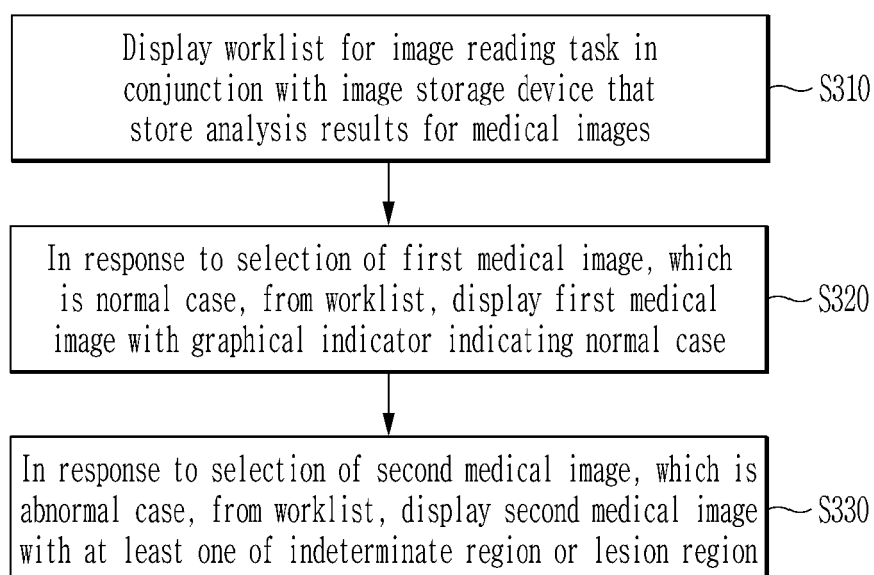 Display worklist for image reading task in
conjunction with image storage device that
store analysis results for medical images
S310
In response to selection of first medical image, which
is normal case, from worklist, display first medical
image with graphical indicator indicating normal case
S320
In response to selection of second medical image, which is
abnormal case, from worklist, display second medical image
with at least one of indeterminate region or lesion region
S330